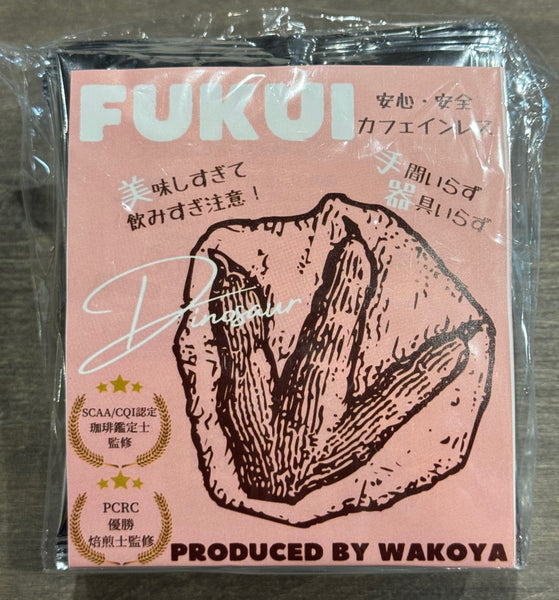 FUKUI
安心・安全
カフェインレス
美味しすぎて
飲みすぎ注意！
手間いらず
器具いらず
Dinosaur
SCAA/CQI認定
珈琲鑑定士
監修
PCRC
優勝
焙煎士監修
PRODUCED BY WAKOYA